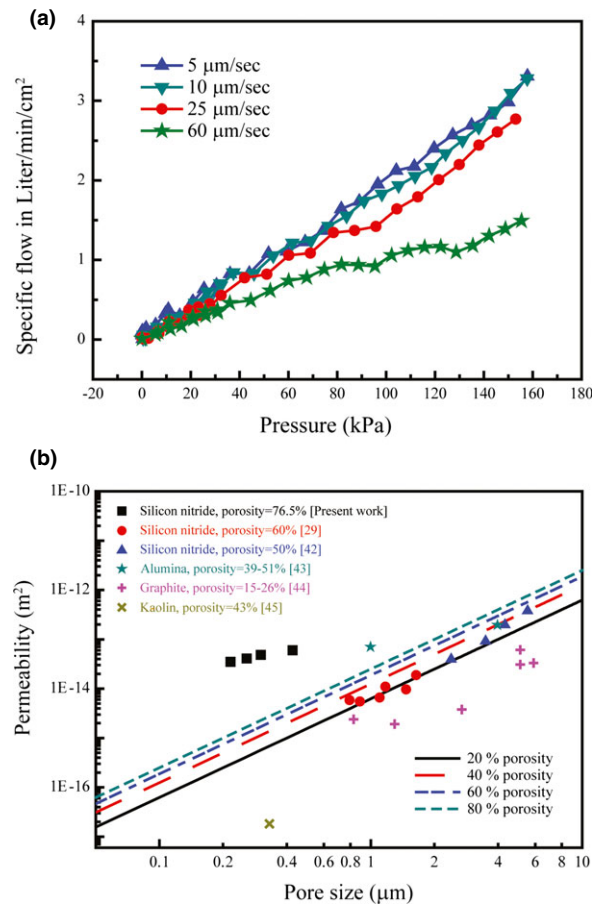 (a)
4
3
2
1
0
Specific flow in Liter/min/cm²
5 µm/sec
10 µm/sec
25 µm/sec
60 µm/sec
-20 0 20 40 60 80 100 120 140 160 180
Pressure (kPa)
(b)
1E-10
1E-12
1E-14
1E-16
Permeability (m²)
Silicon nitride, porosity=76.5% [Present work]
Silicon nitride, porosity=60% [29]
Silicon nitride, porosity=50% [42]
Alumina, porosity=39-51% [43]
Graphite, porosity=15-26% [44]
Kaolin, porosity=43% [45]
20 % porosity
40 % porosity
60 % porosity
80 % porosity
0.1 0.2 0.4 0.6 0.8 1 2 4 6 8 10
Pore size (µm)